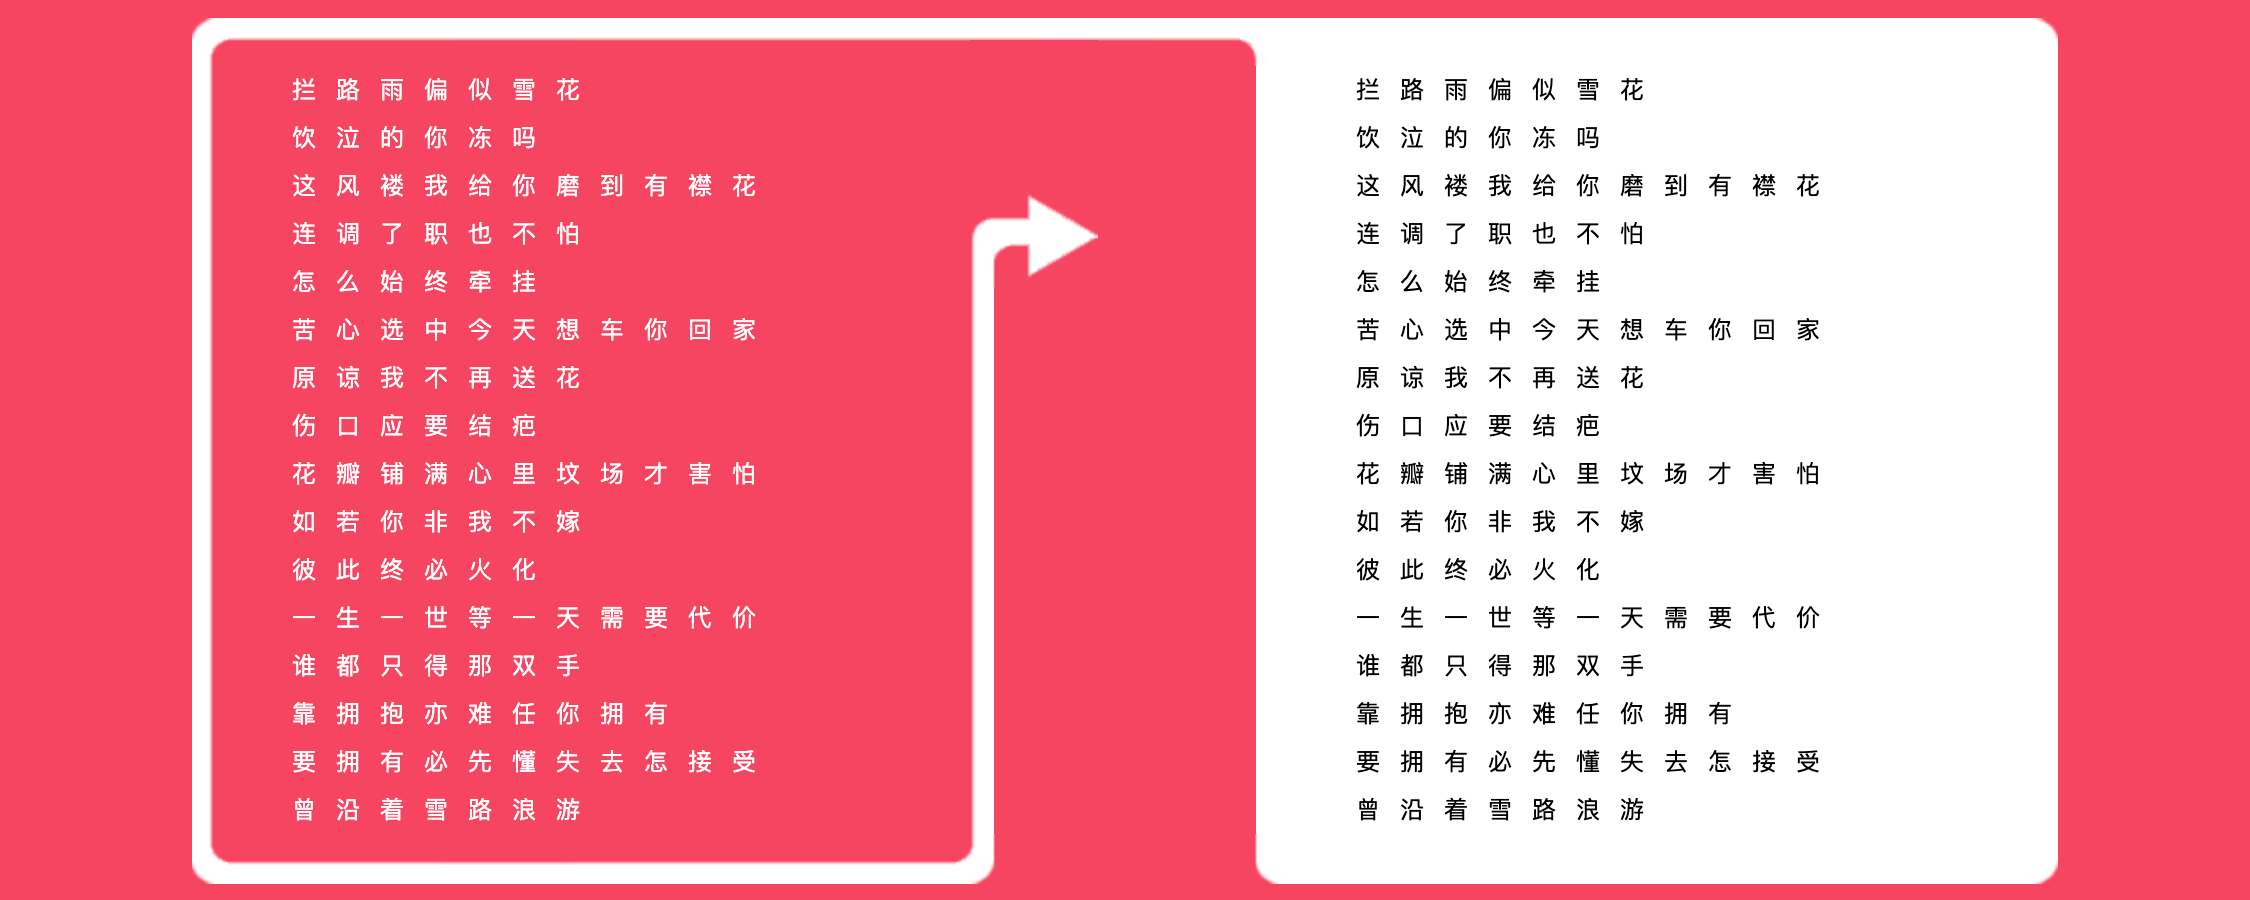 拦路雨偏似雪花
饮泣的你冻吗
这风褛我给你磨到有襟花
连调了职也不怕
怎么始终牵挂
苦心选中今天想车你回家
原谅我不再送花
伤口应要结疤
花瓣铺满心里坟场才害怕
如若你非我不嫁
彼此终必火化
一生一世等一天需要代价
谁都只得那双手
靠拥抱亦难任你拥有
要拥有必先懂失去怎接受
曾沿着雪路浪游
拦路雨偏似雪花
饮泣的你冻吗
这风褛我给你磨到有襟花
连调了职也不怕
怎么始终牵挂
苦心选中今天想车你回家
原谅我不再送花
伤口应要结疤
花瓣铺满心里坟场才害怕
如若你非我不嫁
彼此终必火化
一生一世等一天需要代价
谁都只得那双手
靠拥抱亦难任你拥有
要拥有必先懂失去怎接受
曾沿着雪路浪游